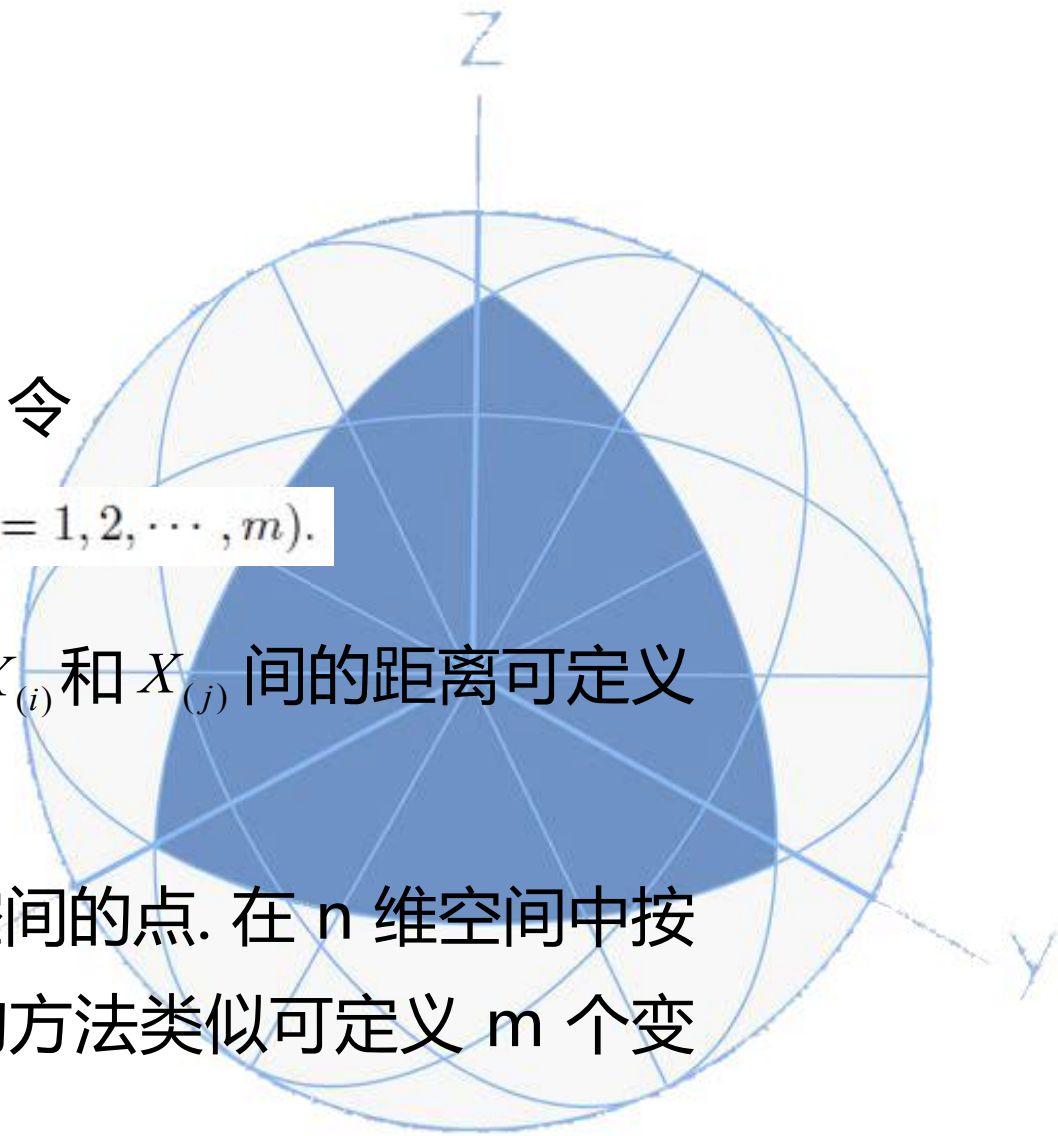 Z
令
= 1, 2, ⋯ , m).
X(i) 和 X(j) 间的距离可定义
间的点. 在 n 维空间中按
方法类似可定义 m 个变
Y